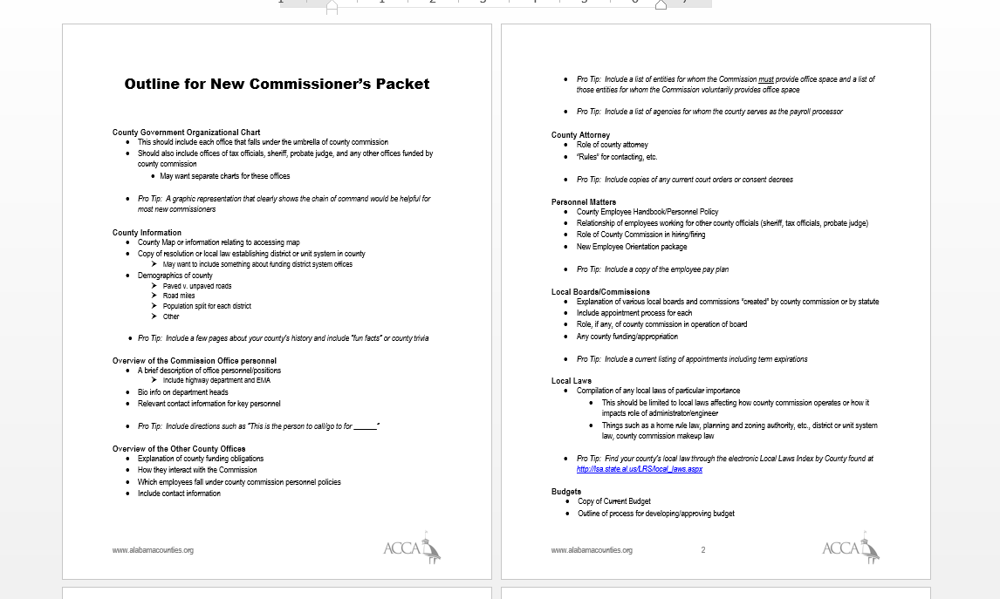 Outline for New Commissioner's Packet
County Government Organizational Chart
• This should include each office that falls under the umbrella of county commission
• Should also include offices of tax officials, sheriff, probate judge, and any other offices funded by
county commission
• May want separate charts for these offices
• Pro Tip: A graphic representation that clearly shows the chain of command would be helpful for
most new commissioners
County Information
• County Map or information relating to accessing map
• Copy of resolution or local law establishing district or unit system in county
➢ May want to include something about funding district system offices
• Demographics of county
➢ Paved v. unpaved roads
➢ Road miles
➢ Population split for each district
➢ Other
• Pro Tip: Include a few pages about your county's history and include "fun facts" or county trivia
Overview of the Commission Office personnel
• A brief description of office personnel/positions
➢ Include highway department and EMA
• Bio info on department heads
• Relevant contact information for key personnel
• Pro Tip: Include directions such as "This is the person to call/go to for ______"
Overview of the Other County Offices
• Explanation of county funding obligations
• How they interact with the Commission
• Which employees fall under county commission personnel policies
• Include contact information
www.alabamacounties.org
ACCA
• Pro Tip: Include a list of entities for whom the Commission must provide office space and a list of
those entities for whom the Commission voluntarily provides office space
• Pro Tip: Include a list of agencies for whom the county serves as the payroll processor
County Attorney
• Role of county attorney
• "Rules" for contacting, etc.
• Pro Tip: Include copies of any current court orders or consent decrees
Personnel Matters
• County Employee Handbook/Personnel Policy
• Relationship of employees working for other county officials (sheriff, tax officials, probate judge)
• Role of County Commission in hiring/firing
• New Employee Orientation package
• Pro Tip: Include a copy of the employee pay plan
Local Boards/Commissions
• Explanation of various local boards and commissions "created" by county commission or by statute
• Include appointment process for each
• Role, if any, of county commission in operation of board
• Any county funding/appropriation
• Pro Tip: Include a current listing of appointments including term expirations
Local Laws
• Compilation of any local laws of particular importance
• This should be limited to local laws affecting how county commission operates or how it
impacts role of administrator/engineer
• Things such as a home rule law, planning and zoning authority, etc., district or unit system
law, county commission makeup law
• Pro Tip: Find your county's local law through the electronic Local Laws Index by County found at
http://lsa.state.al.us/LRS/local_laws.aspx
Budgets
• Copy of Current Budget
• Outline of process for developing/approving budget
www.alabamacounties.org
2
ACCA